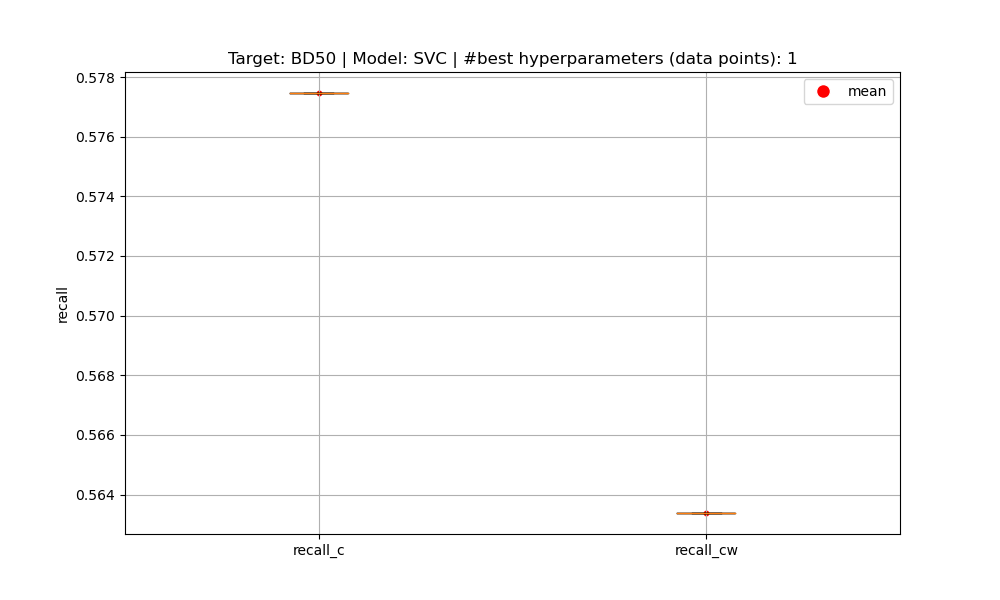 Target: BD50 | Model: SVC | #best hyperparameters (data points): 1
mean
0.578
0.576
0.574
0.572
0.570
0.568
0.566
0.564
recall
recall_c
recall_cw